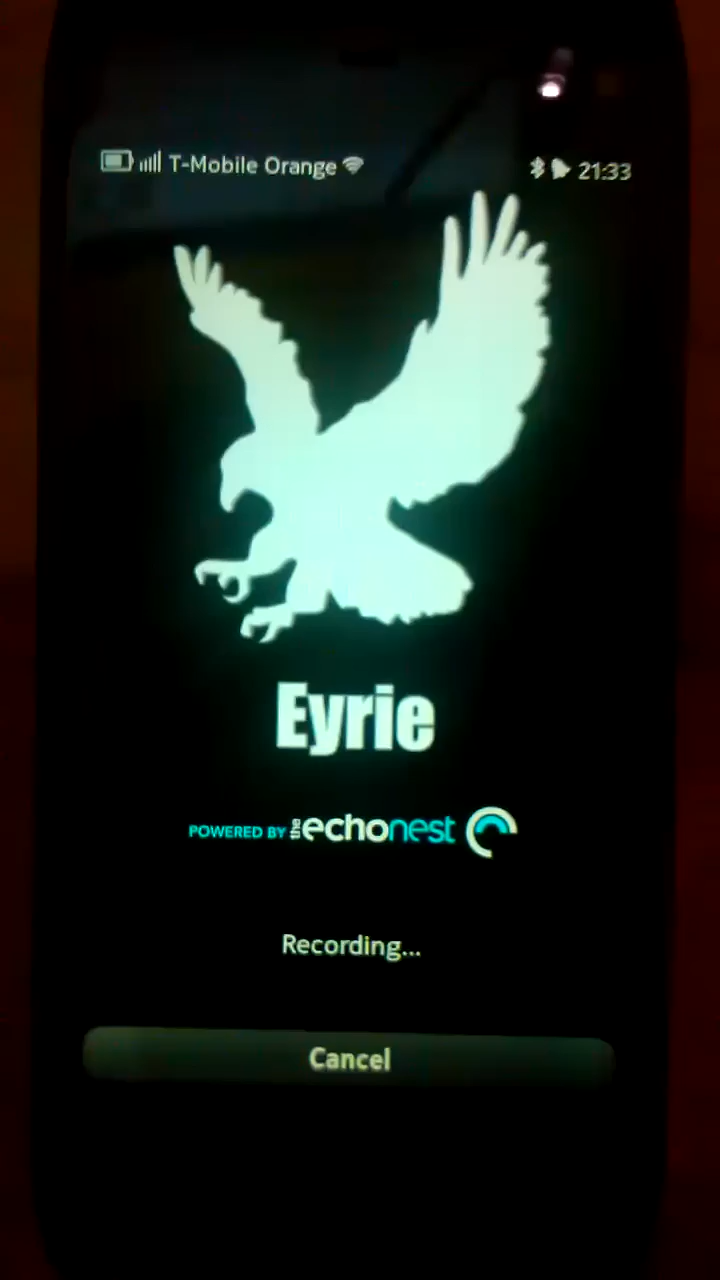 T-Mobile Orange 21:33
Eyrie
POWERED BY the echonest
Recording...
Cancel